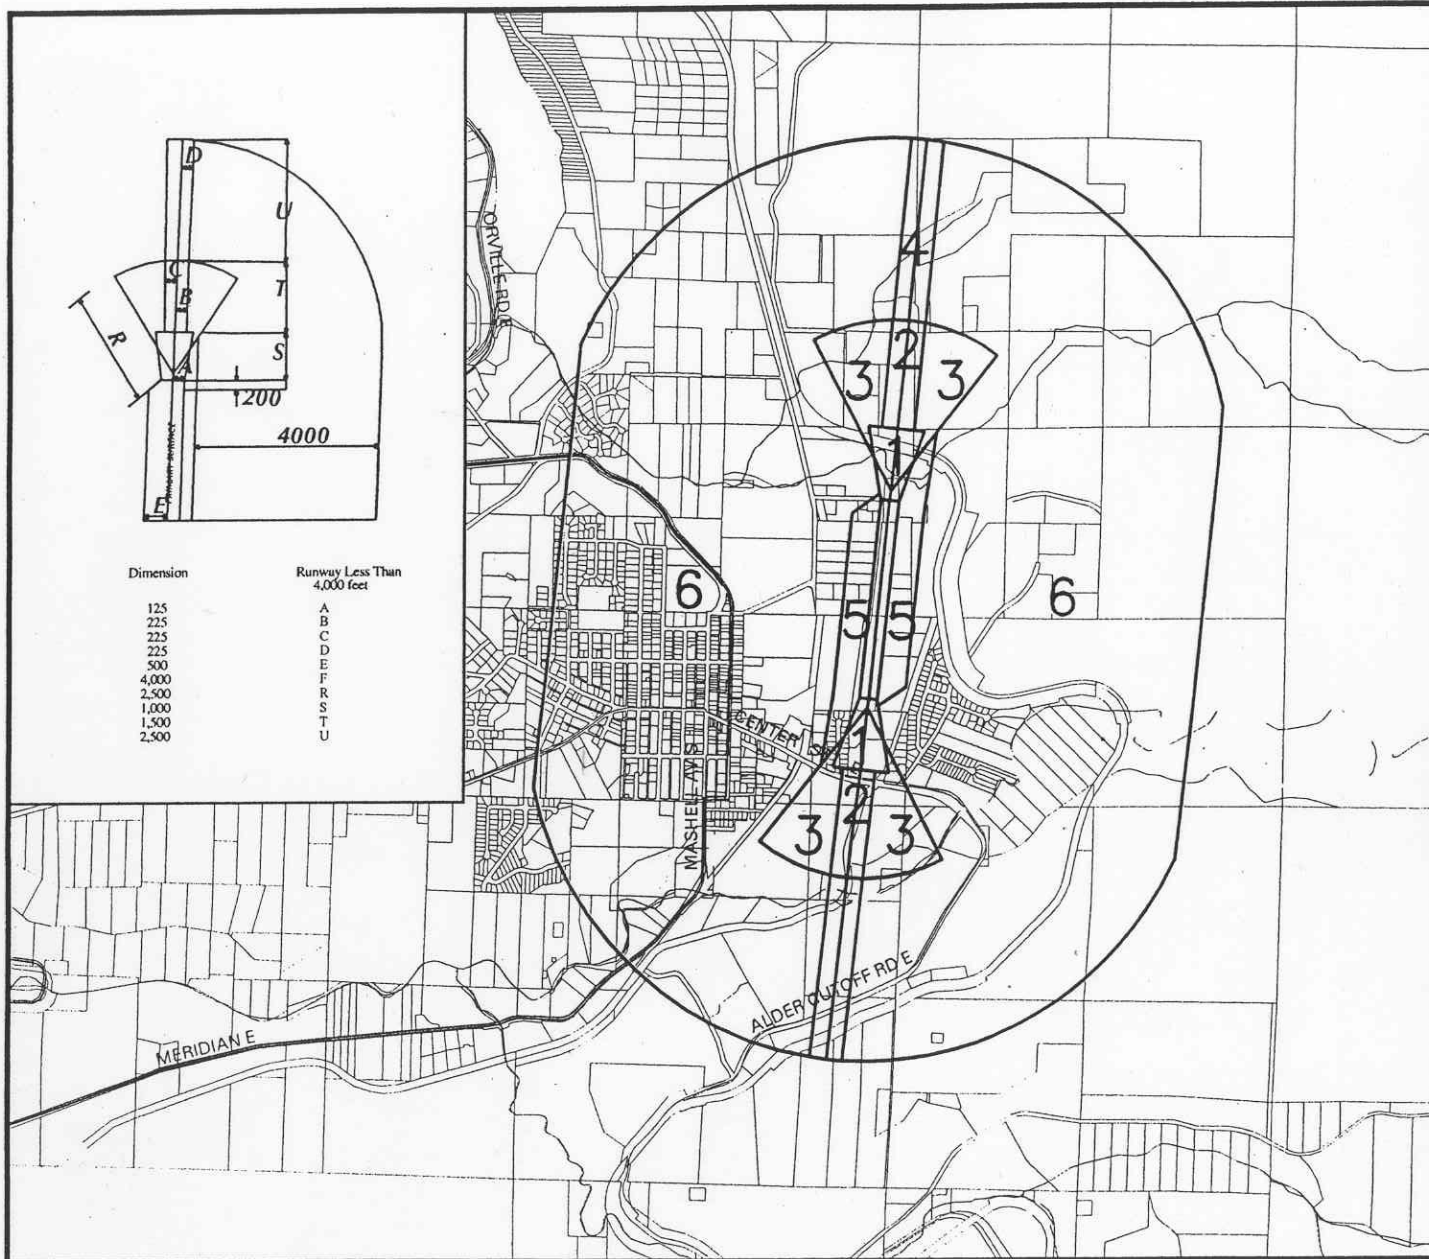 D
U
C
T
B
R
S
A
200
4000
PRIMARY SURFACE
E
Dimension Runway Less Than
4,000 feet
125 A
225 B
225 C
225 D
500 E
4,000 F
2,500 R
1,000 S
1,500 T
2,500 U
ORVILLE RD E
4
2
3 3
1
6
5 5
6
CENTER
MASHELL AV S
1
2
3 3
ALDER CUTOFF RD E
MERIDIAN E